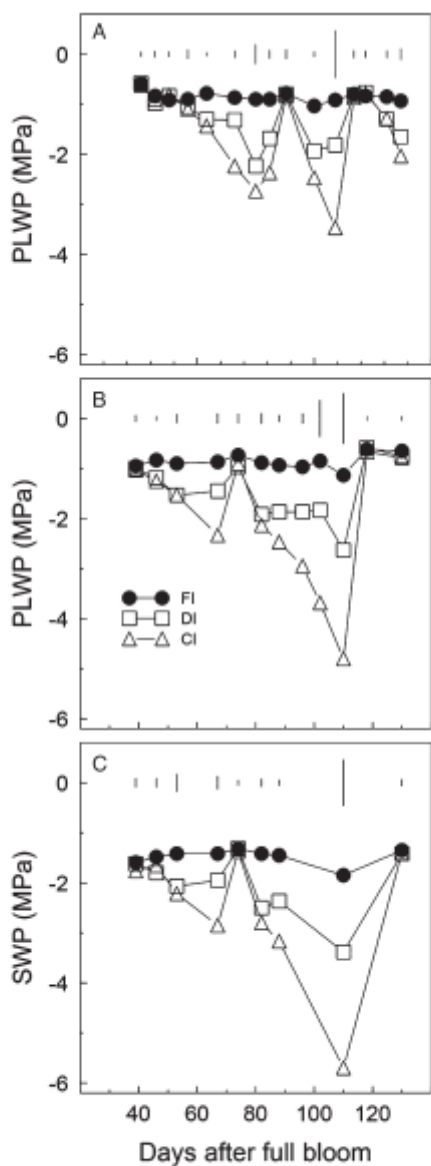 A
0
-2
-4
-6
PLWP (MPa)
B
0
-2
-4
-6
PLWP (MPa)
FI
DI
CI
C
0
-2
-4
-6
SWP (MPa)
40 60 80 100 120
Days after full bloom